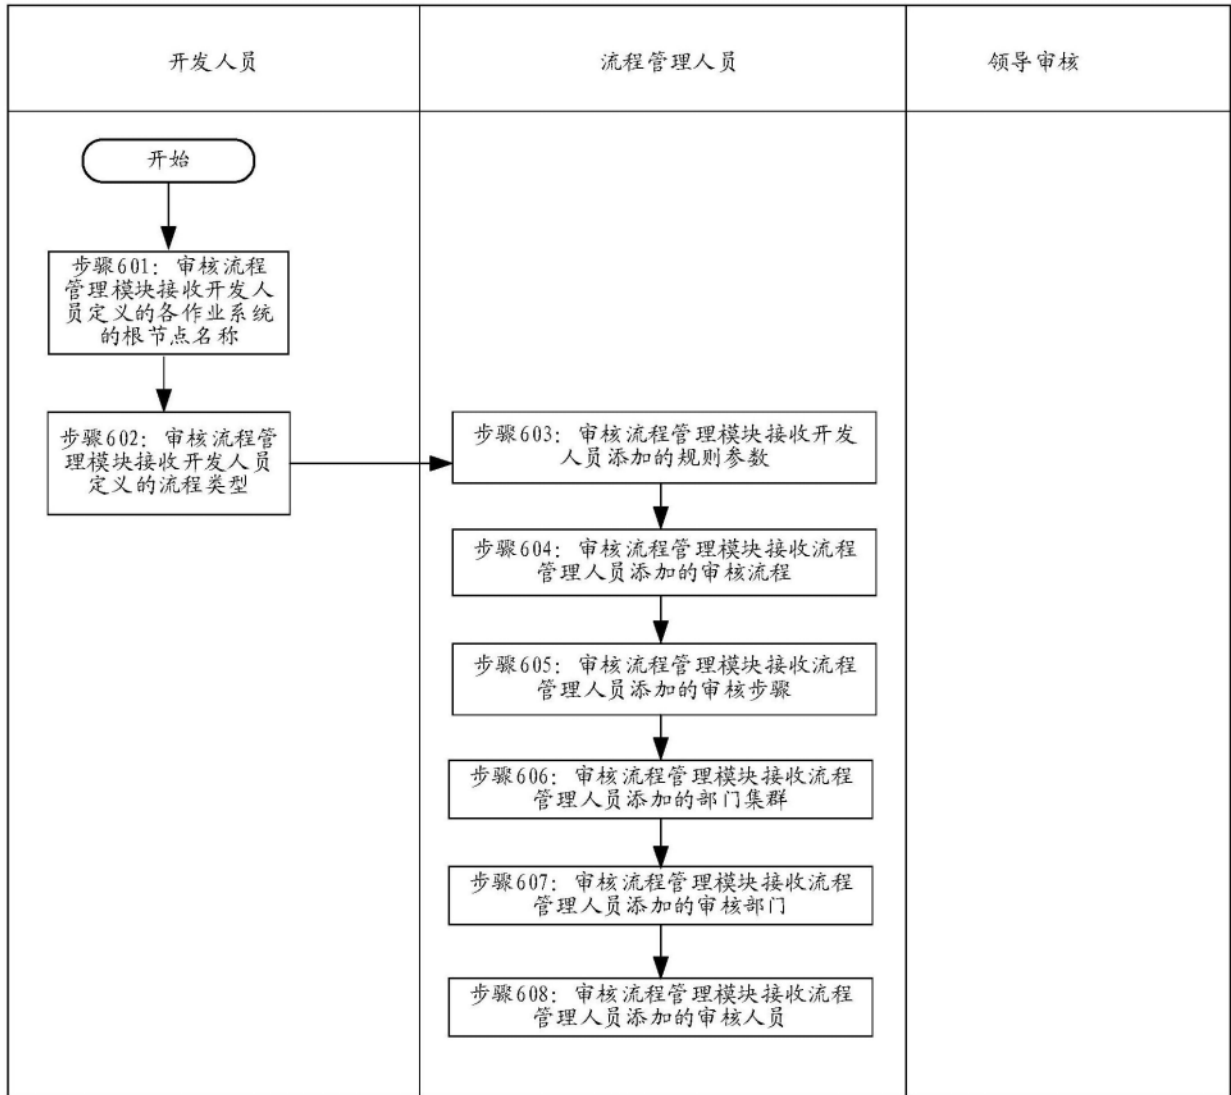 开发人员
流程管理人员
领导审核
开始
步骤601：审核流程
管理模块接收开发人
员定义的各作业系统
的根节点名称
步骤602：审核流程管
理模块接收开发人员
定义的流程类型
步骤603：审核流程管理模块接收开发
人员添加的规则参数
步骤604：审核流程管理模块接收流程
管理人员添加的审核流程
步骤605：审核流程管理模块接收流程
管理人员添加的审核步骤
步骤606：审核流程管理模块接收流程
管理人员添加的部门集群
步骤607：审核流程管理模块接收流程
管理人员添加的审核部门
步骤608：审核流程管理模块接收流程
管理人员添加的审核人员